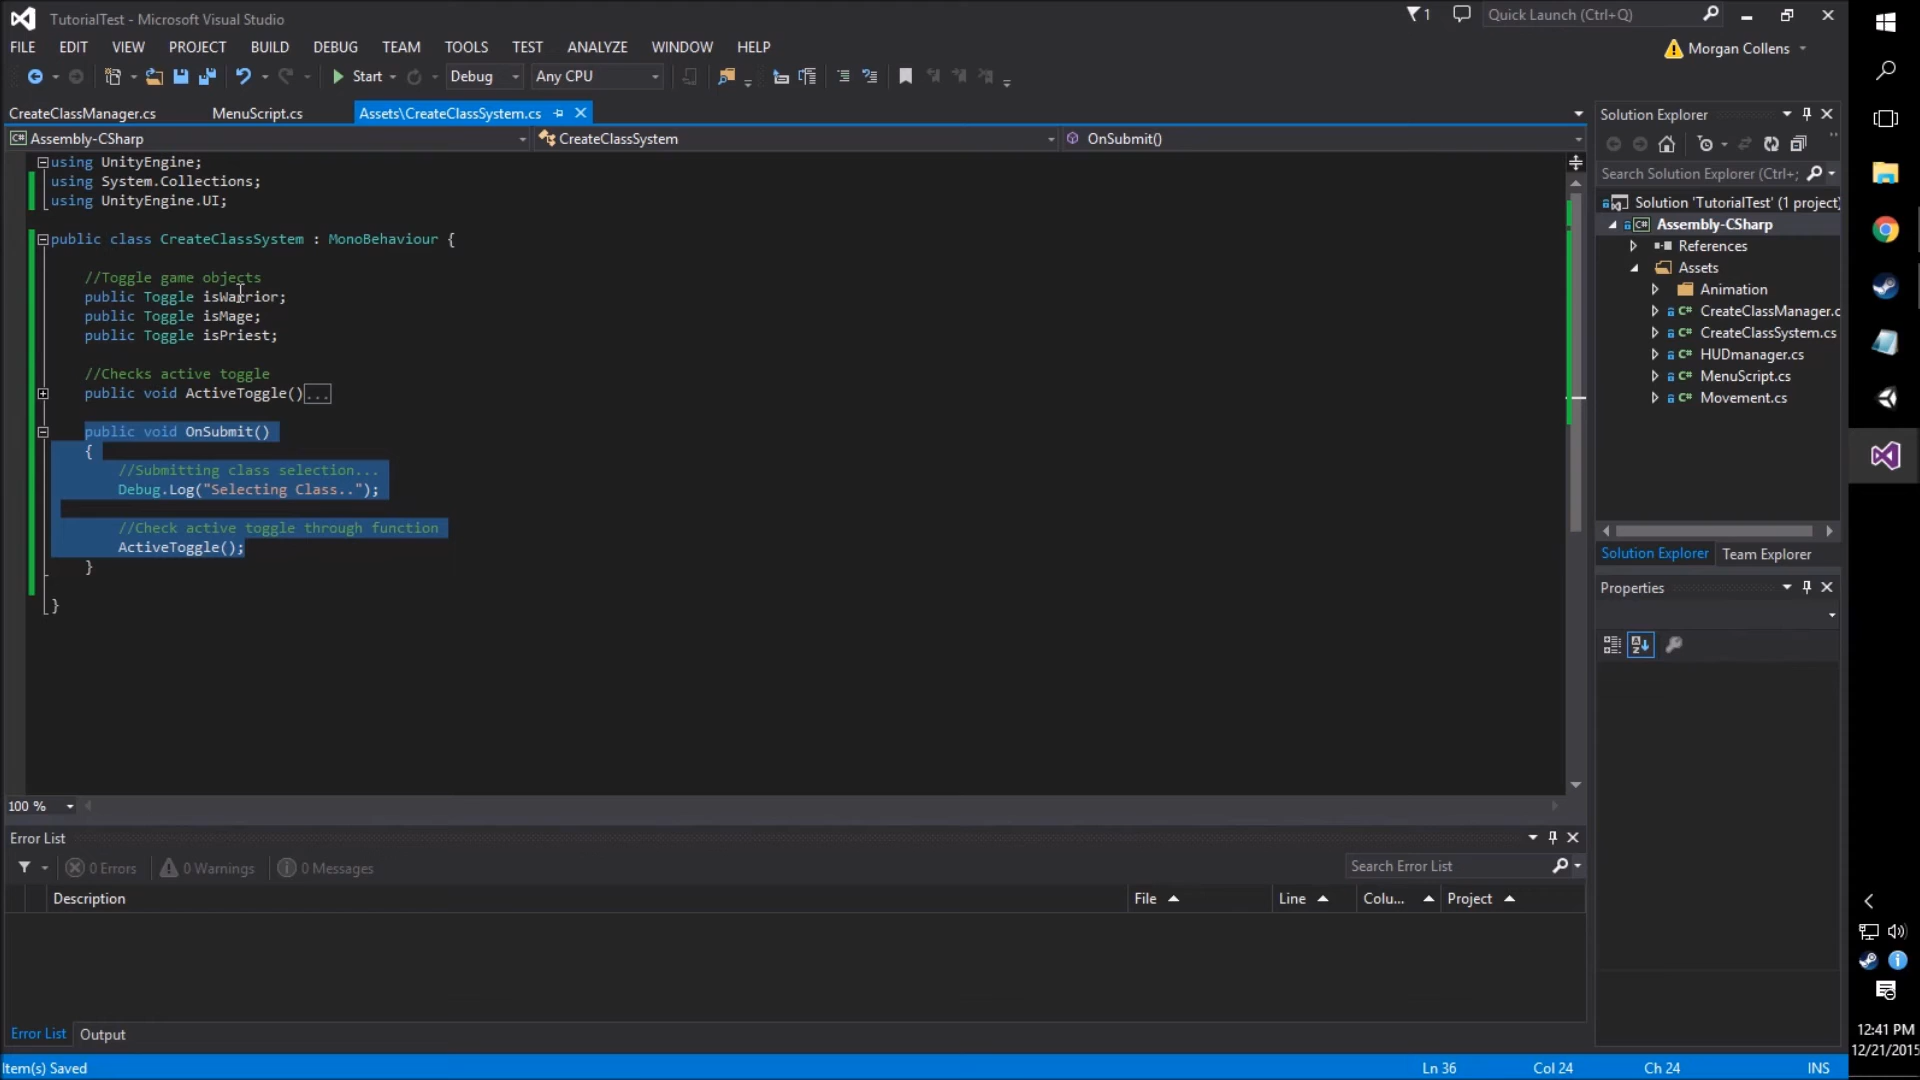 TutorialTest - Microsoft Visual Studio
1
Quick Launch (Ctrl+Q)
FILE EDIT VIEW PROJECT BUILD DEBUG TEAM TOOLS TEST ANALYZE WINDOW HELP
Morgan Collens
Start Debug Any CPU
CreateClassManager.cs MenuScript.cs Assets\CreateClassSystem.cs
Assembly-CSharp CreateClassSystem OnSubmit()
using UnityEngine;
using System.Collections;
using UnityEngine.UI;
public class CreateClassSystem : MonoBehaviour {
//Toggle game objects
public Toggle isWarrior;
public Toggle isMage;
public Toggle isPriest;
//Checks active toggle
public void ActiveToggle()...
public void OnSubmit()
{
//Submitting class selection...
Debug.Log("Selecting Class..");
//Check active toggle through function
ActiveToggle();
}
}
100 %
Solution Explorer
Search Solution Explorer (Ctrl+;
Solution 'TutorialTest' (1 project)
Assembly-CSharp
References
Assets
Animation
CreateClassManager.c
CreateClassSystem.cs
HUDmanager.cs
MenuScript.cs
Movement.cs
Solution Explorer Team Explorer
Properties
Error List
0 Errors 0 Warnings 0 Messages
Search Error List
Description File Line Colu... Project
Error List Output
Item(s) Saved Ln 36 Col 24 Ch 24 INS
12:41 PM
12/21/2015